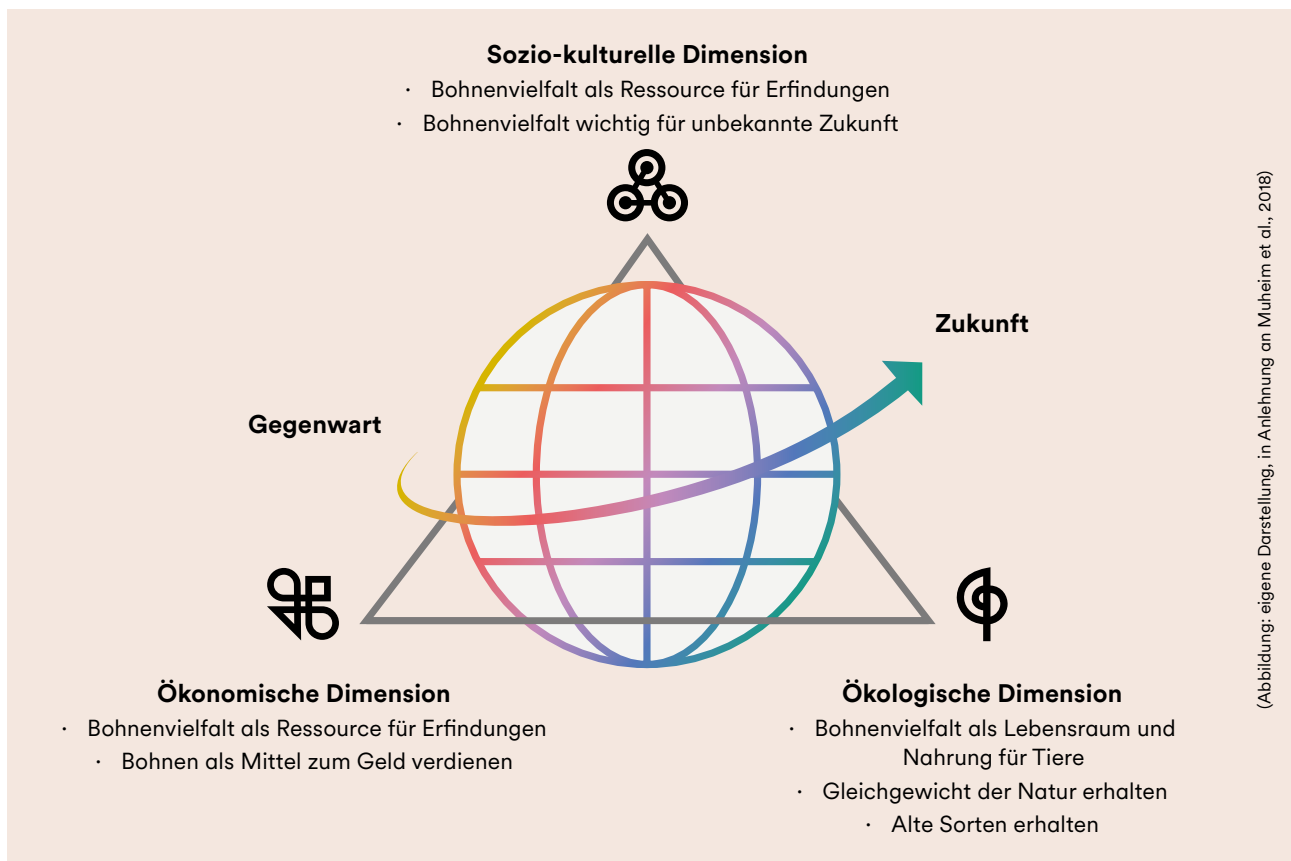 Sozio-kulturelle Dimension
· Bohnenvielfalt als Ressource für Erfindungen
· Bohnenvielfalt wichtig für unbekannte Zukunft
Zukunft
Gegenwart
Ökonomische Dimension
· Bohnenvielfalt als Ressource für Erfindungen
· Bohnen als Mittel zum Geld verdienen
Ökologische Dimension
· Bohnenvielfalt als Lebensraum und
Nahrung für Tiere
· Gleichgewicht der Natur erhalten
· Alte Sorten erhalten
(Abbildung: eigene Darstellung, in Anlehnung an Muheim et al., 2018)